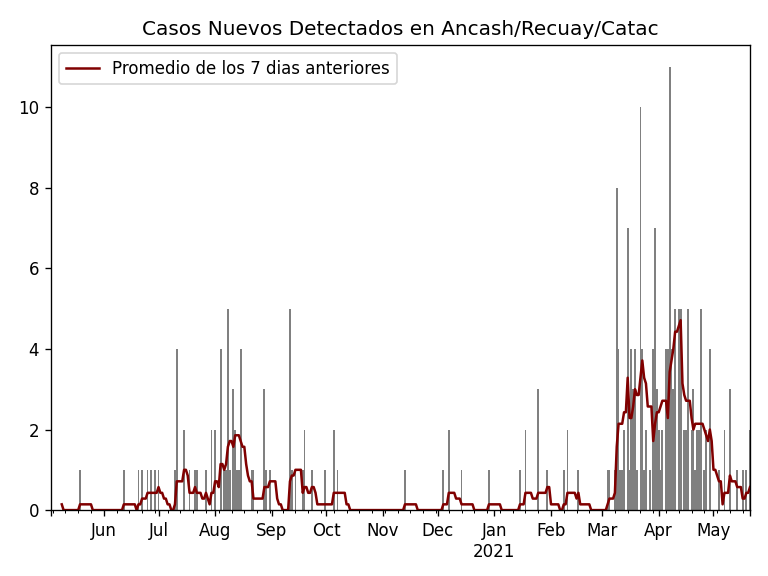 Casos Nuevos Detectados en Ancash/Recuay/Catac
Promedio de los 7 dias anteriores
10
8
6
4
2
0
Jun Jul Aug Sep Oct Nov Dec Jan Feb Mar Apr May
2021